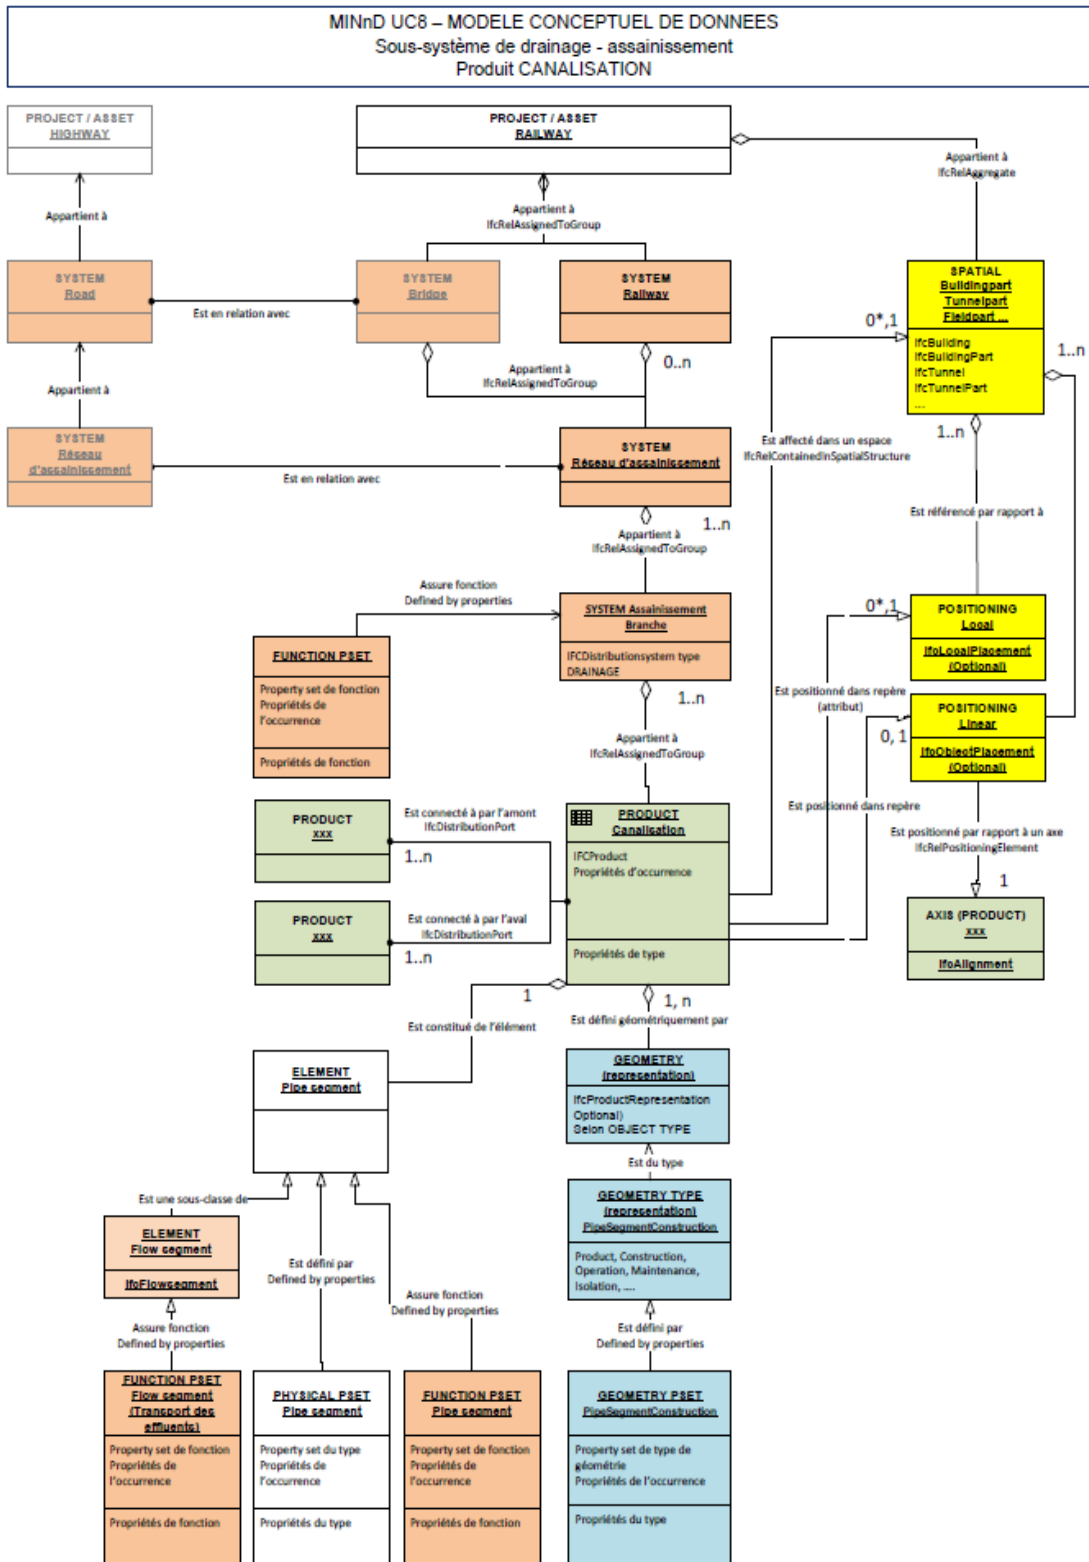 MINnD UC8 – MODELE CONCEPTUEL DE DONNEES
Sous-système de drainage - assainissement
Produit CANALISATION
PROJECT / ASSET
HIGHWAY
PROJECT / ASSET
RAILWAY
Appartient à
IfcRelAggregate
Appartient à
Appartient à
IfcRelAssignedToGroup
SYSTEM
Road
SYSTEM
Bridge
SYSTEM
Railway
SPATIAL
Buildingpart
Tunnelpart
Fieldpart ...
IfcBuilding
IfcBuildingPart
IfcTunnel
IfcTunnelPart
...
Est en relation avec
0*,1
1..n
0..n
Appartient à
Appartient à
IfcRelAssignedToGroup
SYSTEM
Réseau
d'assainissement
SYSTEM
Réseau d'assainissement
Est en relation avec
1..n
Est affecté dans un espace
IfcRelContainedInSpatialStructure
1..n
Est référencé par rapport à
Appartient à
IfcRelAssignedToGroup
Assure fonction
Defined by properties
SYSTEM Assainissement
Branche
IFCDistributionsystem type
DRAINAGE
0*,1
POSITIONING
Local
IfcLocalPlacement
(Optional)
FUNCTION PSET
Property set de fonction
Propriétés de
l'occurrence
Propriétés de fonction
1..n
Est positionné dans repère
(attribut)
POSITIONING
Linear
IfcObjectPlacement
(Optional)
0, 1
Appartient à
IfcRelAssignedToGroup
PRODUCT
xxx
Est connecté à par l'amont
IfcDistributionPort
1..n
PRODUCT
Canalisation
IFCProduct
Propriétés d'occurrence
Propriétés de type
Est positionné dans repère
Est positionné par rapport à un axe
IfcRelPositioningElement
1
PRODUCT
xxx
Est connecté à par l'aval
IfcDistributionPort
1..n
AXIS (PRODUCT)
xxx
IfcAlignment
1
1, n
Est constitué de l'élément
Est défini géométriquement par
ELEMENT
Pipe segment
GEOMETRY
(representation)
IfcProductRepresentation
Optional)
Selon OBJECT TYPE
Est du type
Est une sous-classe de
ELEMENT
Flow segment
IfcFlowsegment
GEOMETRY TYPE
(representation)
PipeSegmentConstruction
Product, Construction,
Operation, Maintenance,
Isolation, ....
Est défini par
Defined by properties
Assure fonction
Defined by properties
Assure fonction
Defined by properties
Est défini par
Defined by properties
FUNCTION PSET
Flow segment
(Transport des
effluents)
Property set de fonction
Propriétés de
l'occurrence
Propriétés de fonction
PHYSICAL PSET
Pipe segment
Property set du type
Propriétés de
l'occurrence
Propriétés du type
FUNCTION PSET
Pipe segment
Property set de fonction
Propriétés de
l'occurrence
Propriétés de fonction
GEOMETRY PSET
PipeSegmentConstruction
Property set de type de
géométrie
Propriétés de l'occurrence
Propriétés du type